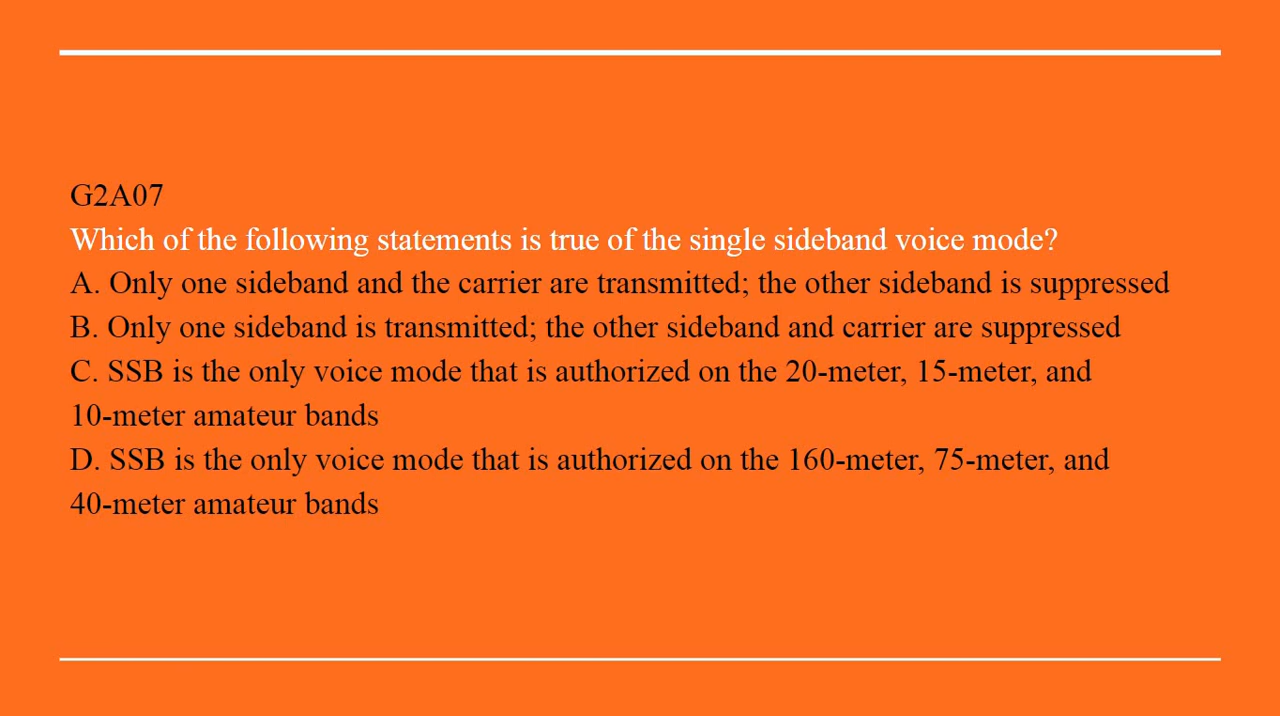 G2A07
Which of the following statements is true of the single sideband voice mode?
A. Only one sideband and the carrier are transmitted; the other sideband is suppressed
B. Only one sideband is transmitted; the other sideband and carrier are suppressed
C. SSB is the only voice mode that is authorized on the 20-meter, 15-meter, and
10-meter amateur bands
D. SSB is the only voice mode that is authorized on the 160-meter, 75-meter, and
40-meter amateur bands